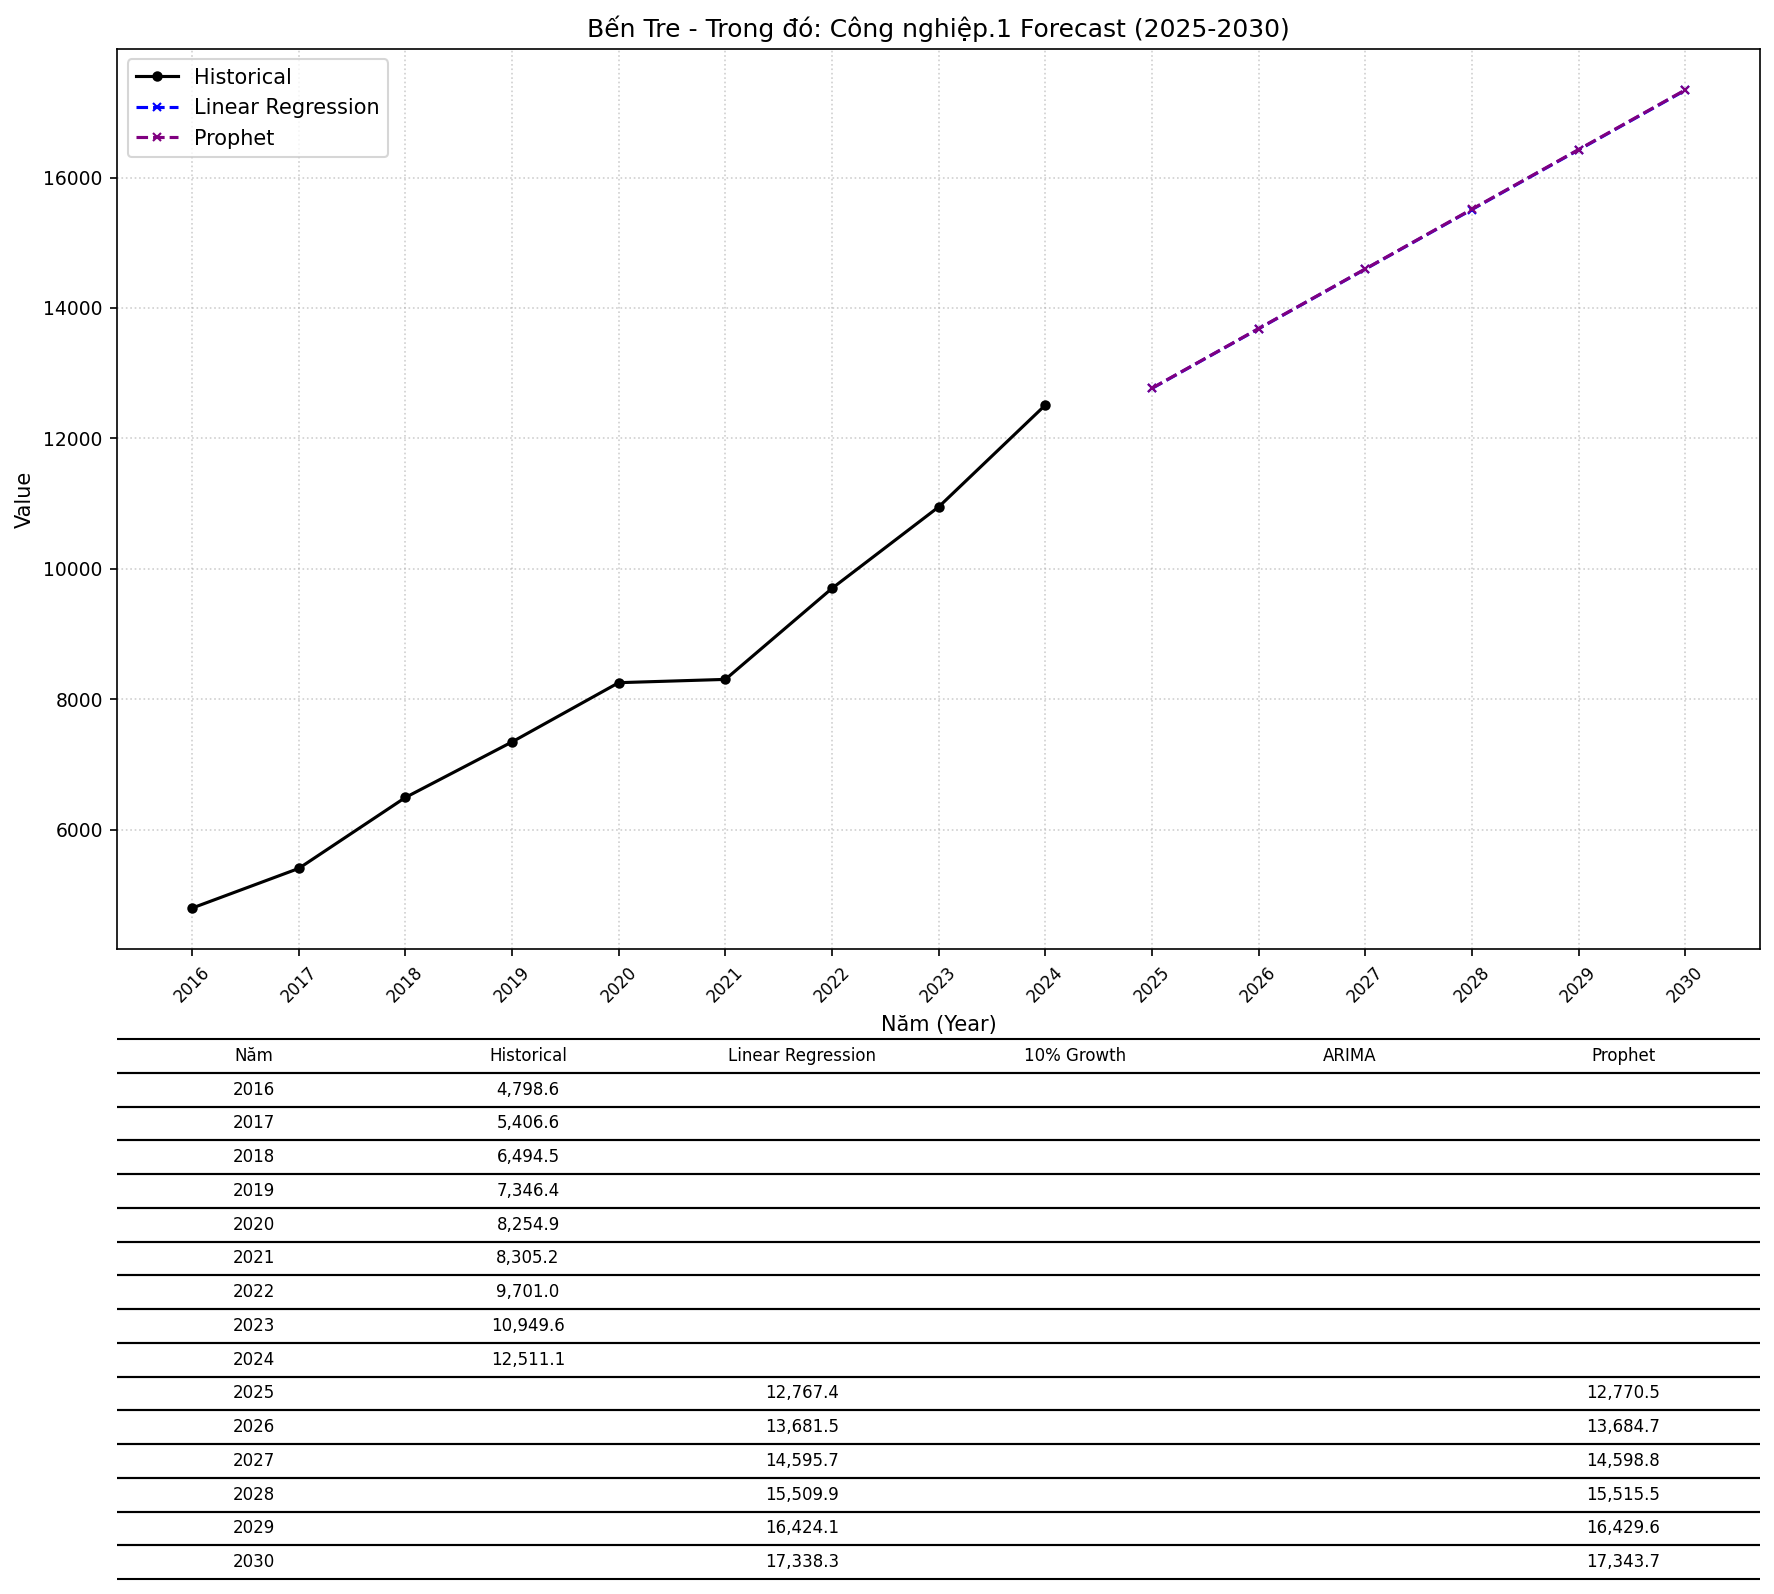 Bến Tre - Trong đó: Công nghiệp.1 Forecast (2025-2030)
Historical
Linear Regression
Prophet
Value
16000
14000
12000
10000
8000
6000
2016 2017 2018 2019 2020 2021 2022 2023 2024 2025 2026 2027 2028 2029 2030
Năm (Year)
Năm Historical Linear Regression 10% Growth ARIMA Prophet
2016 4,798.6
2017 5,406.6
2018 6,494.5
2019 7,346.4
2020 8,254.9
2021 8,305.2
2022 9,701.0
2023 10,949.6
2024 12,511.1
2025 12,767.4 12,770.5
2026 13,681.5 13,684.7
2027 14,595.7 14,598.8
2028 15,509.9 15,515.5
2029 16,424.1 16,429.6
2030 17,338.3 17,343.7